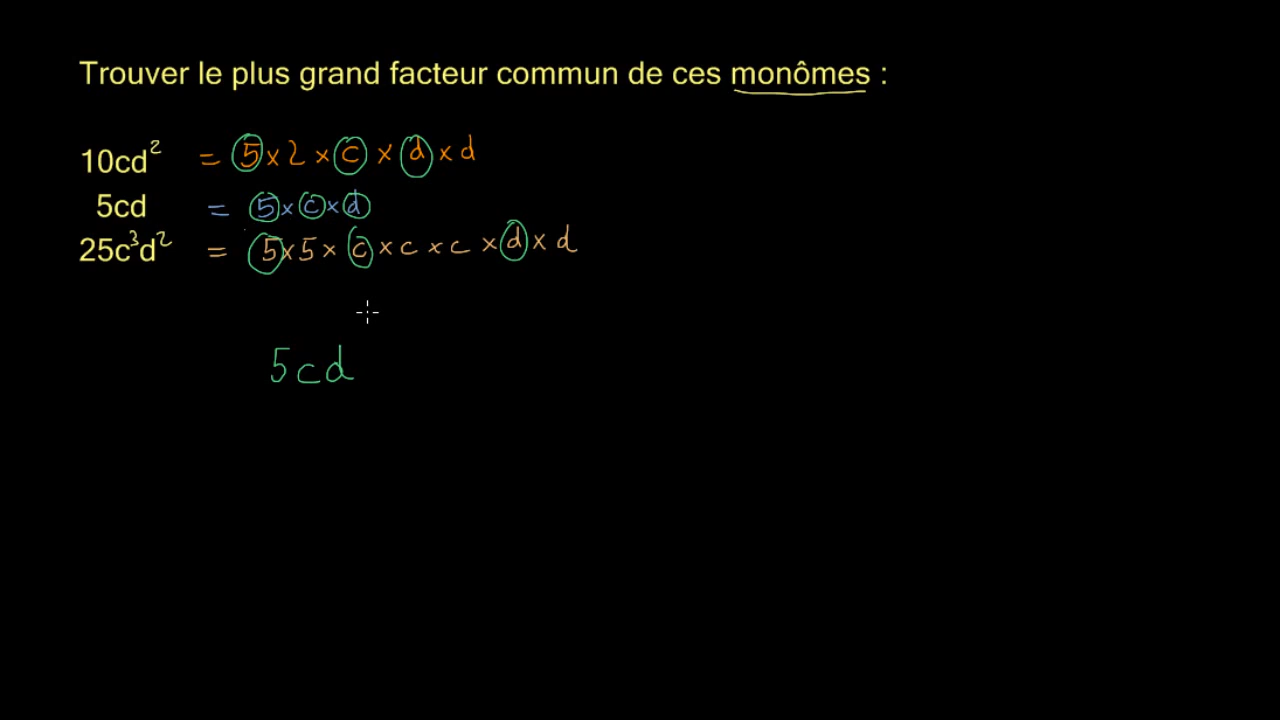 Trouver le plus grand facteur commun de ces monômes :
10cd² = 5 × 2 × c × d × d
5cd = 5 × c × d
25c³d² = 5 × 5 × c × c × c × d × d
5cd